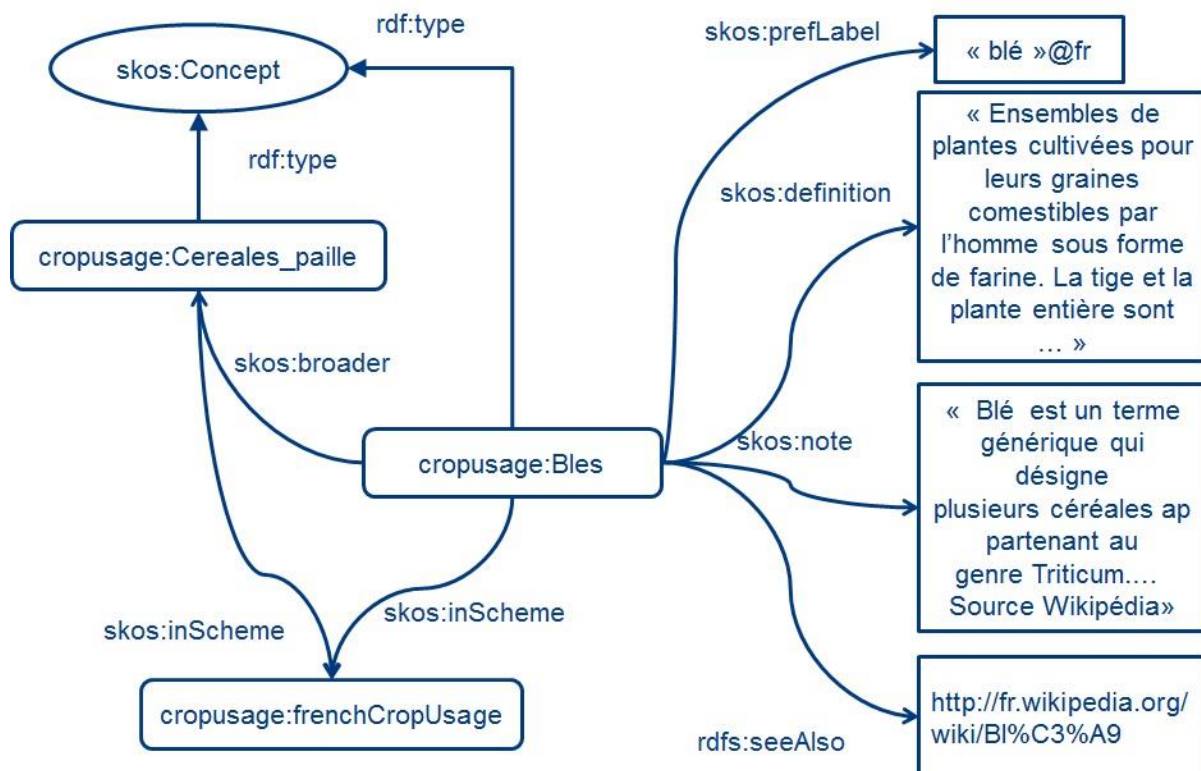 rdf:type
skos:Concept
rdf:type
cropusage:Cereales_paille
skos:broader
cropusage:Bles
skos:inScheme
skos:inScheme
cropusage:frenchCropUsage
skos:prefLabel
« blé »@fr
skos:definition
« Ensembles de
plantes cultivées pour
leurs graines
comestibles par
l’homme sous forme
de farine. La tige et la
plante entière sont
… »
skos:note
« Blé est un terme
générique qui
désigne
plusieurs céréales ap
partenant au
genre Triticum.…
Source Wikipédia»
rdfs:seeAlso
http://fr.wikipedia.org/
wiki/Bl%C3%A9